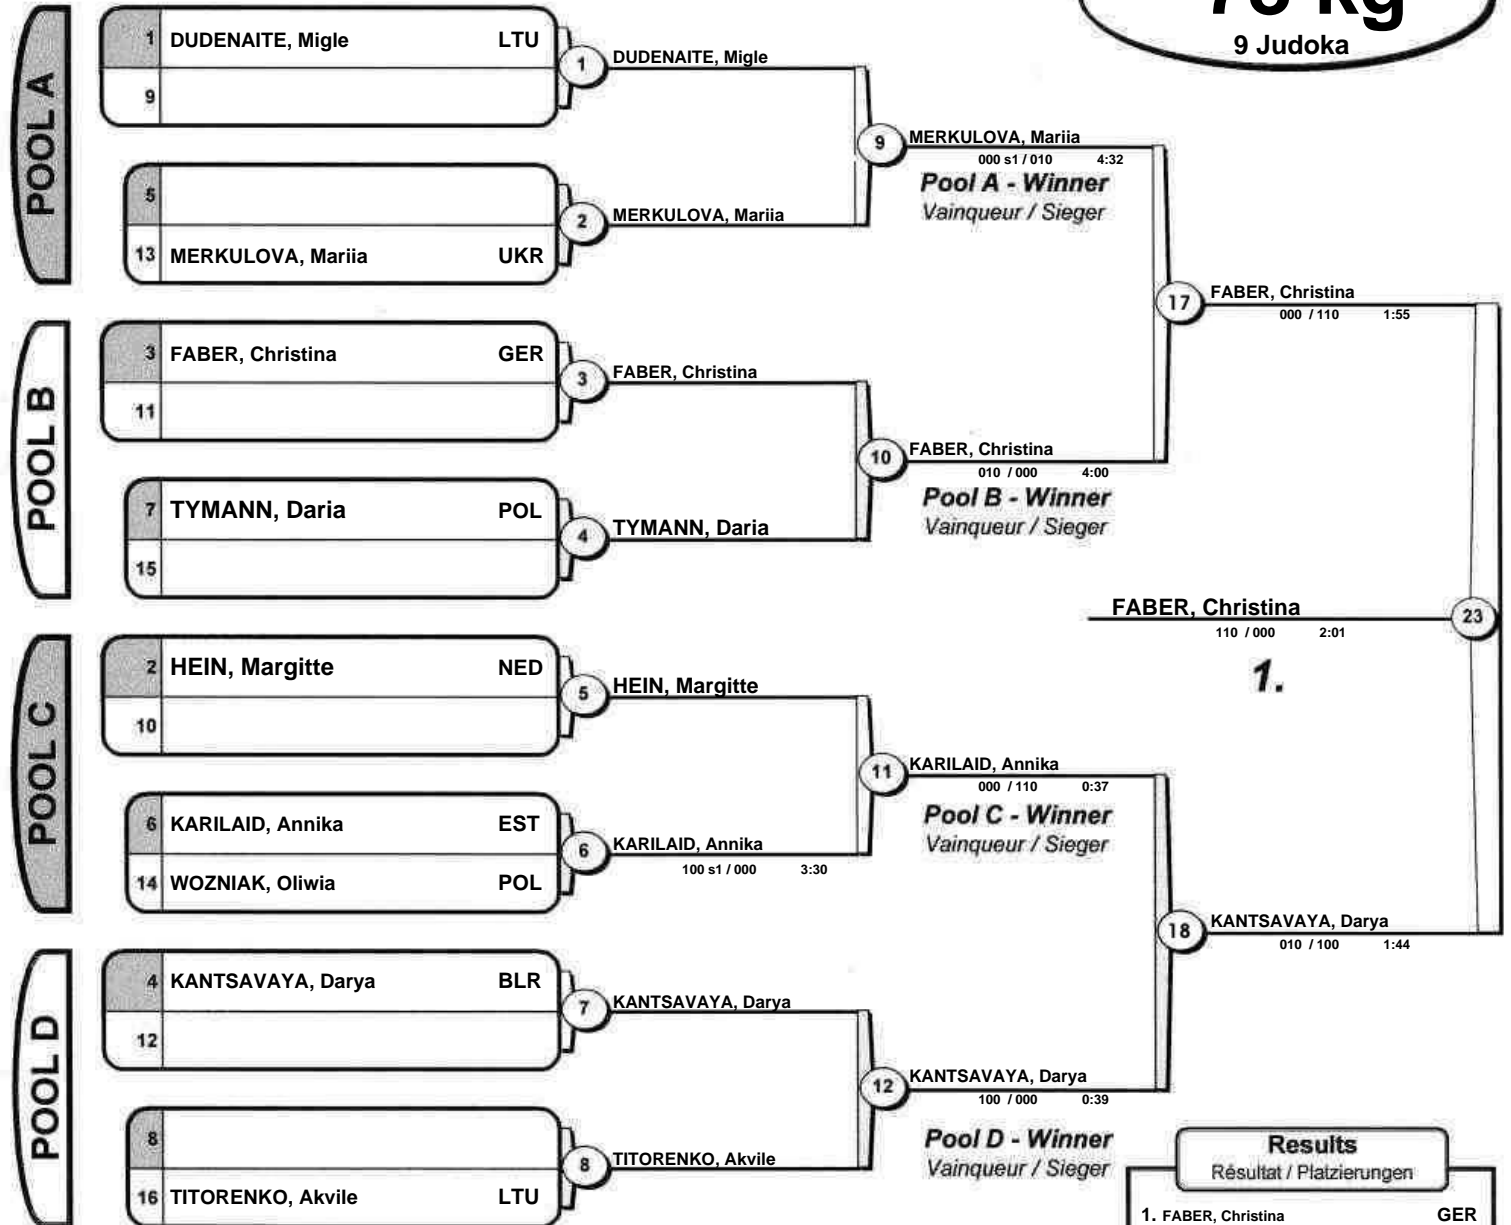 9 Judoka
POOL A
1 DUDENAITE, Migle LTU
9
1 DUDENAITE, Migle
5
13 MERKULOVA, Mariia UKR
2 MERKULOVA, Mariia
9 MERKULOVA, Mariia
000 s1 / 010 4:32
Pool A - Winner
Vainqueur / Sieger
POOL B
3 FABER, Christina GER
11
3 FABER, Christina
7 TYMANN, Daria POL
15
4 TYMANN, Daria
10 FABER, Christina
010 / 000 4:00
Pool B - Winner
Vainqueur / Sieger
17 FABER, Christina
000 / 110 1:55
FABER, Christina 23
110 / 000 2:01
1.
POOL C
2 HEIN, Margitte NED
10
5 HEIN, Margitte
6 KARILAID, Annika EST
14 WOZNIAK, Oliwia POL
6 KARILAID, Annika
100 s1 / 000 3:30
11 KARILAID, Annika
000 / 110 0:37
Pool C - Winner
Vainqueur / Sieger
18 KANTSAVAYA, Darya
010 / 100 1:44
POOL D
4 KANTSAVAYA, Darya BLR
12
7 KANTSAVAYA, Darya
8
16 TITORENKO, Akvile LTU
8 TITORENKO, Akvile
12 KANTSAVAYA, Darya
100 / 000 0:39
Pool D - Winner
Vainqueur / Sieger
Results
Résultat / Platzierungen
1. FABER, Christina GER